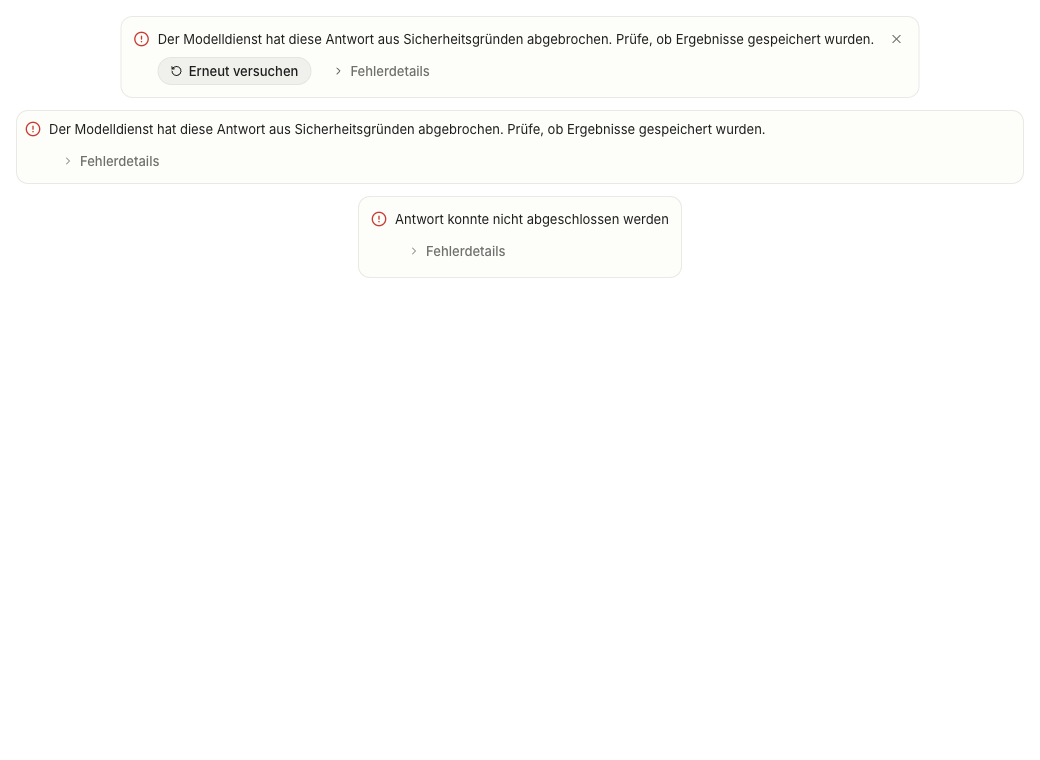 Der Modelldienst hat diese Antwort aus Sicherheitsgründen abgebrochen. Prüfe, ob Ergebnisse gespeichert wurden.
Erneut versuchen Fehlerdetails
Der Modelldienst hat diese Antwort aus Sicherheitsgründen abgebrochen. Prüfe, ob Ergebnisse gespeichert wurden.
Fehlerdetails
Antwort konnte nicht abgeschlossen werden
Fehlerdetails